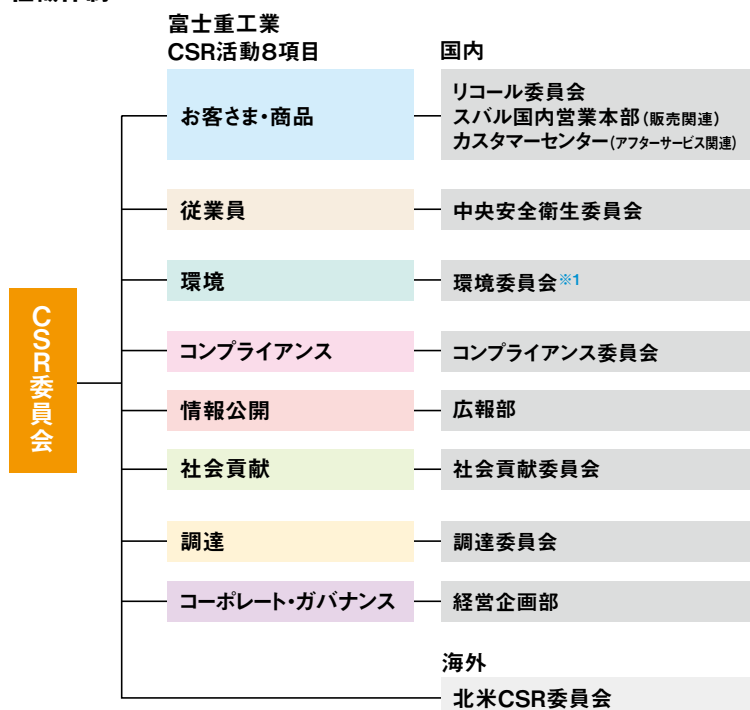 富士重工業
CSR活動8項目
国内
お客さま・商品
リコール委員会
スバル国内営業本部(販売関連)
カスタマーセンター(アフターサービス関連)
従業員
中央安全衛生委員会
環境
環境委員会※1
CSR委員会
コンプライアンス
コンプライアンス委員会
情報公開
広報部
社会貢献
社会貢献委員会
調達
調達委員会
コーポレート・ガバナンス
経営企画部
海外
北米CSR委員会